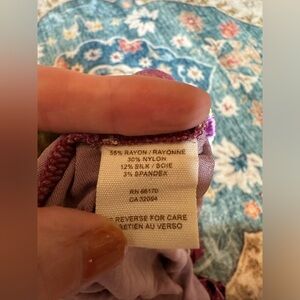 55% RAYON / RAYONNE
30% NYLON
12% SILK / SOIE
3% SPANDEX
RN 66170
CA 32094
REVERSE FOR CARE
ENTRETIEN AU VERSO